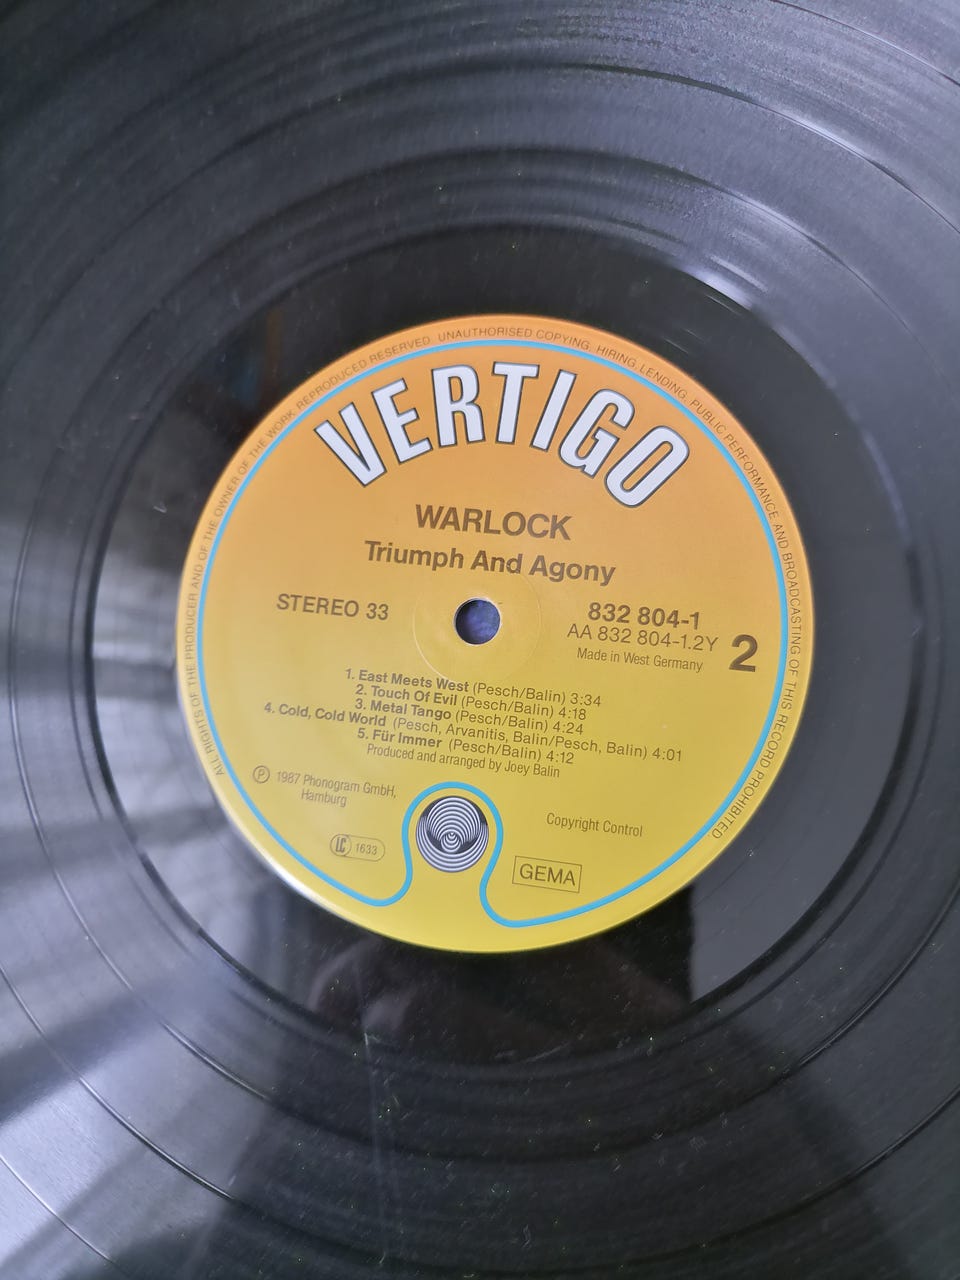 ALL RIGHTS OF THE PRODUCER AND OF THE OWNER OF THE WORK REPRODUCED RESERVED. UNAUTHORISED COPYING, HIRING, LENDING, PUBLIC PERFORMANCE AND BROADCASTING OF THIS RECORD PROHIBITED
VERTIGO
WARLOCK
Triumph And Agony
STEREO 33
832 804-1
AA 832 804-1.2Y
2
Made in West Germany
1. East Meets West (Pesch/Balin) 3:34
2. Touch Of Evil (Pesch/Balin) 4:18
3. Metal Tango (Pesch/Balin) 4:24
4. Cold, Cold World (Pesch, Arvanitis, Balin/Pesch, Balin) 4:01
5. Für Immer (Pesch/Balin) 4:12
Produced and arranged by Joey Balin
℗ 1987 Phonogram GmbH,
Hamburg
Copyright Control
LC 1633
GEMA